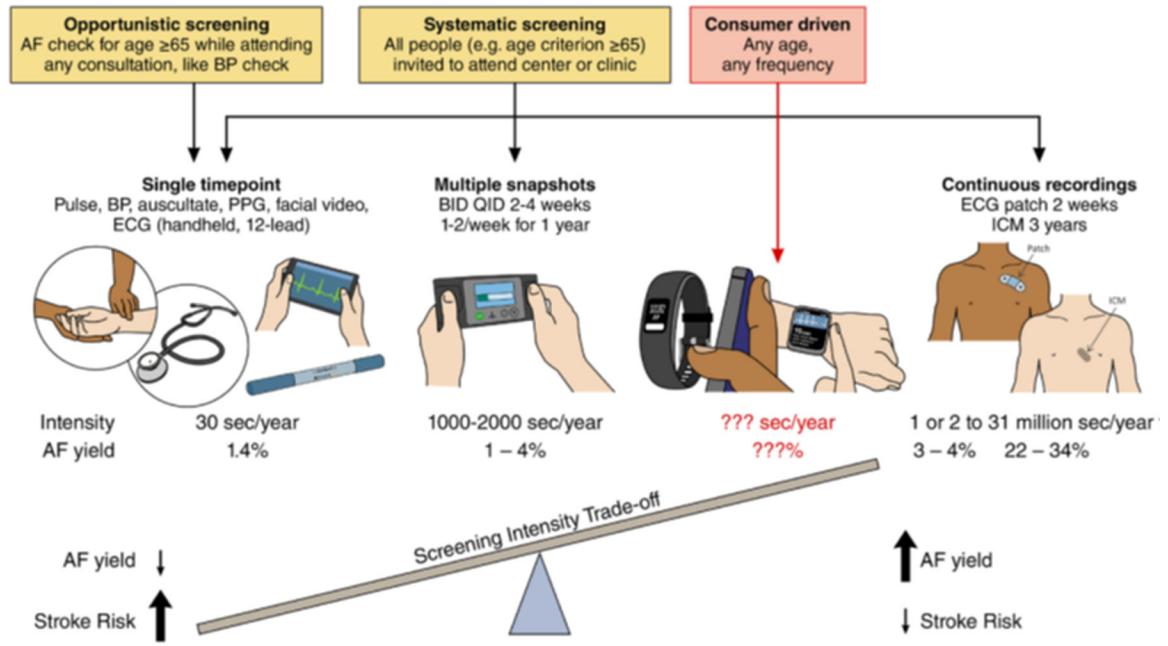 Opportunistic screening
AF check for age ≥65 while attending
any consultation, like BP check
Systematic screening
All people (e.g. age criterion ≥65)
invited to attend center or clinic
Consumer driven
Any age,
any frequency
Single timepoint
Pulse, BP, auscultate, PPG, facial video,
ECG (handheld, 12-lead)
Multiple snapshots
BID QID 2-4 weeks
1-2/week for 1 year
Continuous recordings
ECG patch 2 weeks
ICM 3 years
Patch
ICM
Intensity 30 sec/year 1000-2000 sec/year ??? sec/year 1 or 2 to 31 million sec/year
AF yield 1.4% 1 – 4% ???% 3 – 4% 22 – 34%
Screening Intensity Trade-off
AF yield
Stroke Risk
AF yield
Stroke Risk